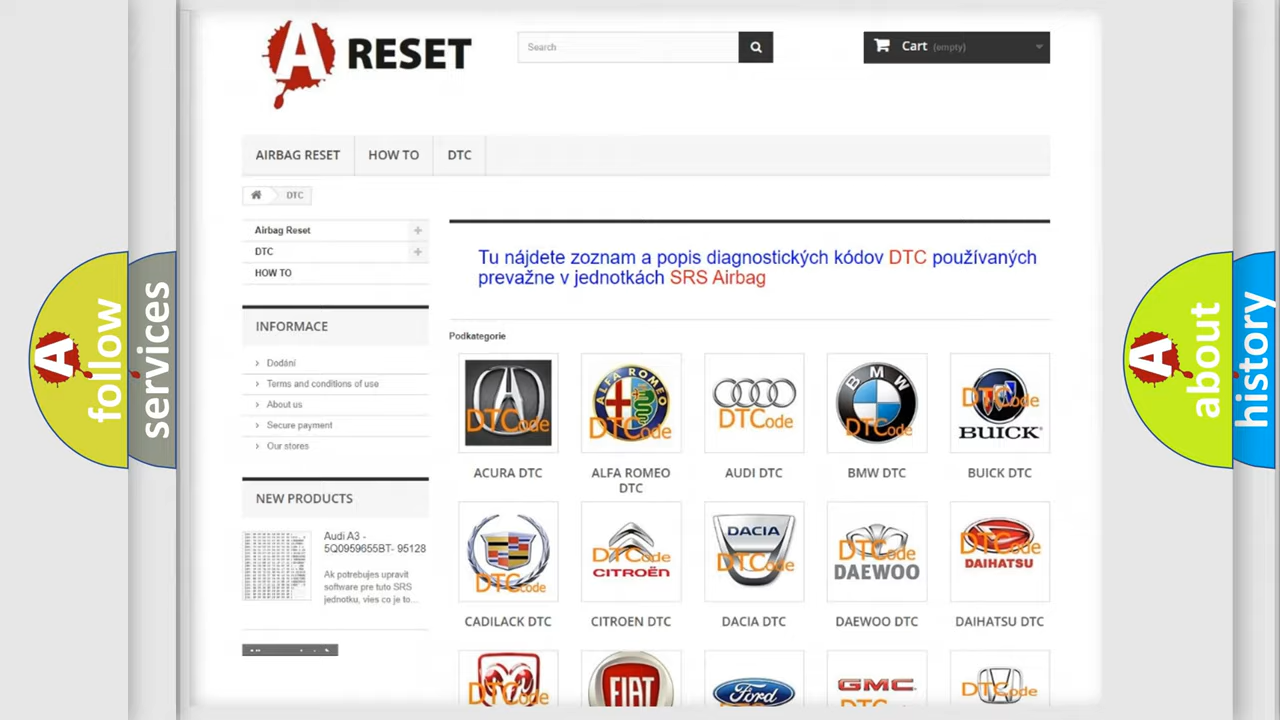 A RESET
Search
Cart (empty)
AIRBAG RESET
HOW TO
DTC
DTC
Airbag Reset
DTC
HOW TO
Tu nájdete zoznam a popis diagnostických kódov DTC používaných
prevažne v jednotkách SRS Airbag
INFORMACE
Dodání
Terms and conditions of use
About us
Secure payment
Our stores
NEW PRODUCTS
Audi A3 -
5Q0959655BT- 95128
Ak potrebujes upravit
software pre tuto SRS
jednotku, vies co je to...
Podkategorie
DTCode
ALFA ROMEO
DTCode
DTCode
BMW
DTCode
DTCode
BUICK
ACURA DTC
ALFA ROMEO
DTC
AUDI DTC
BMW DTC
BUICK DTC
DTCode
DTCode
CITROËN
DACIA
DTCode
DTCode
DAEWOO
DTCode
DAIHATSU
CADILACK DTC
CITROEN DTC
DACIA DTC
DAEWOO DTC
DAIHATSU DTC
DTCode
FIAT
Ford
GMC
DTCode
A follow
services
A about
history